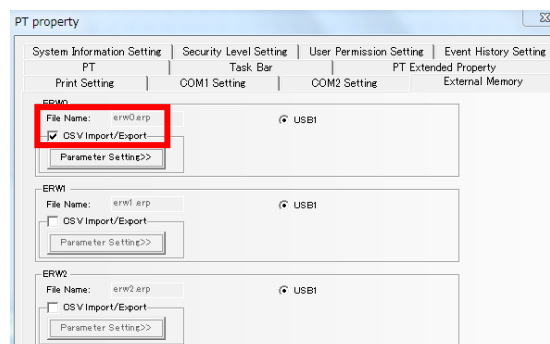 PT property
System Information Setting | Security Level Setting | User Permission Setting | Event History Setting
PT | Task Bar | PT Extended Property
Print Setting | COM1 Setting | COM2 Setting | External Memory
ERW0
File Name: erw0.erp USB1
CSV Import/Export
Parameter Setting>>
ERW1
File Name: erw1.erp USB1
CSV Import/Export
Parameter Setting>>
ERW2
File Name: erw2.erp USB1
CSV Import/Export
Parameter Setting>>